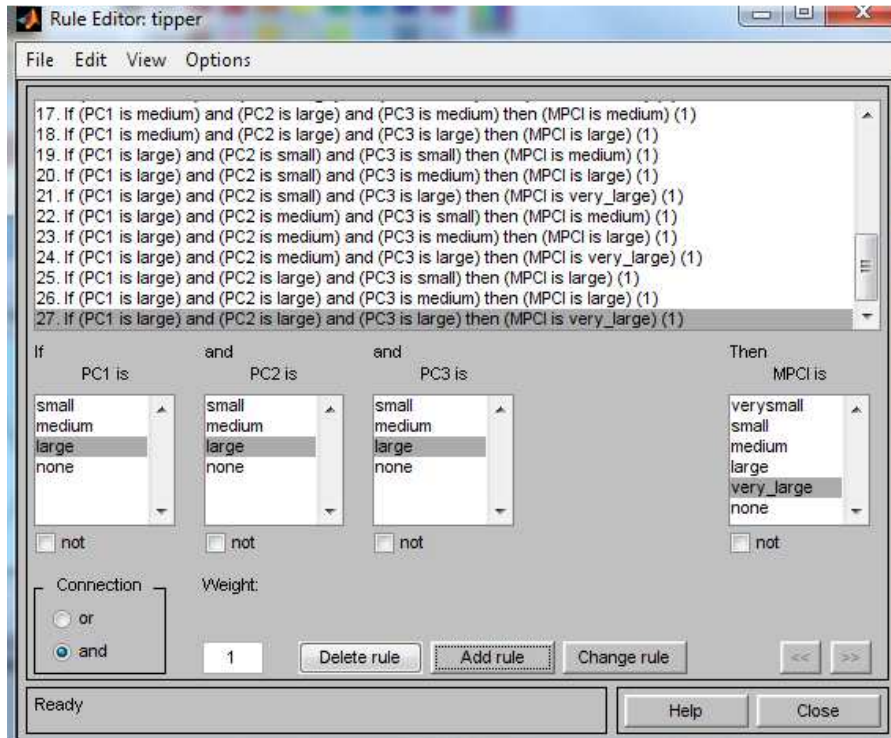 Rule Editor: tipper
File Edit View Options
17. If (PC1 is medium) and (PC2 is large) and (PC3 is medium) then (MPCI is medium) (1)
18. If (PC1 is medium) and (PC2 is large) and (PC3 is large) then (MPCI is large) (1)
19. If (PC1 is large) and (PC2 is small) and (PC3 is small) then (MPCI is medium) (1)
20. If (PC1 is large) and (PC2 is small) and (PC3 is medium) then (MPCI is large) (1)
21. If (PC1 is large) and (PC2 is small) and (PC3 is large) then (MPCI is very_large) (1)
22. If (PC1 is large) and (PC2 is medium) and (PC3 is small) then (MPCI is medium) (1)
23. If (PC1 is large) and (PC2 is medium) and (PC3 is medium) then (MPCI is large) (1)
24. If (PC1 is large) and (PC2 is medium) and (PC3 is large) then (MPCI is very_large) (1)
25. If (PC1 is large) and (PC2 is large) and (PC3 is small) then (MPCI is large) (1)
26. If (PC1 is large) and (PC2 is large) and (PC3 is medium) then (MPCI is large) (1)
27. If (PC1 is large) and (PC2 is large) and (PC3 is large) then (MPCI is very_large) (1)
If and and Then
PC1 is PC2 is PC3 is MPCI is
small small small verysmall
medium medium medium small
large large large medium
none none none large
very_large
none
not not not not
Connection Weight:
or
and 1 Delete rule Add rule Change rule << >>
Ready Help Close